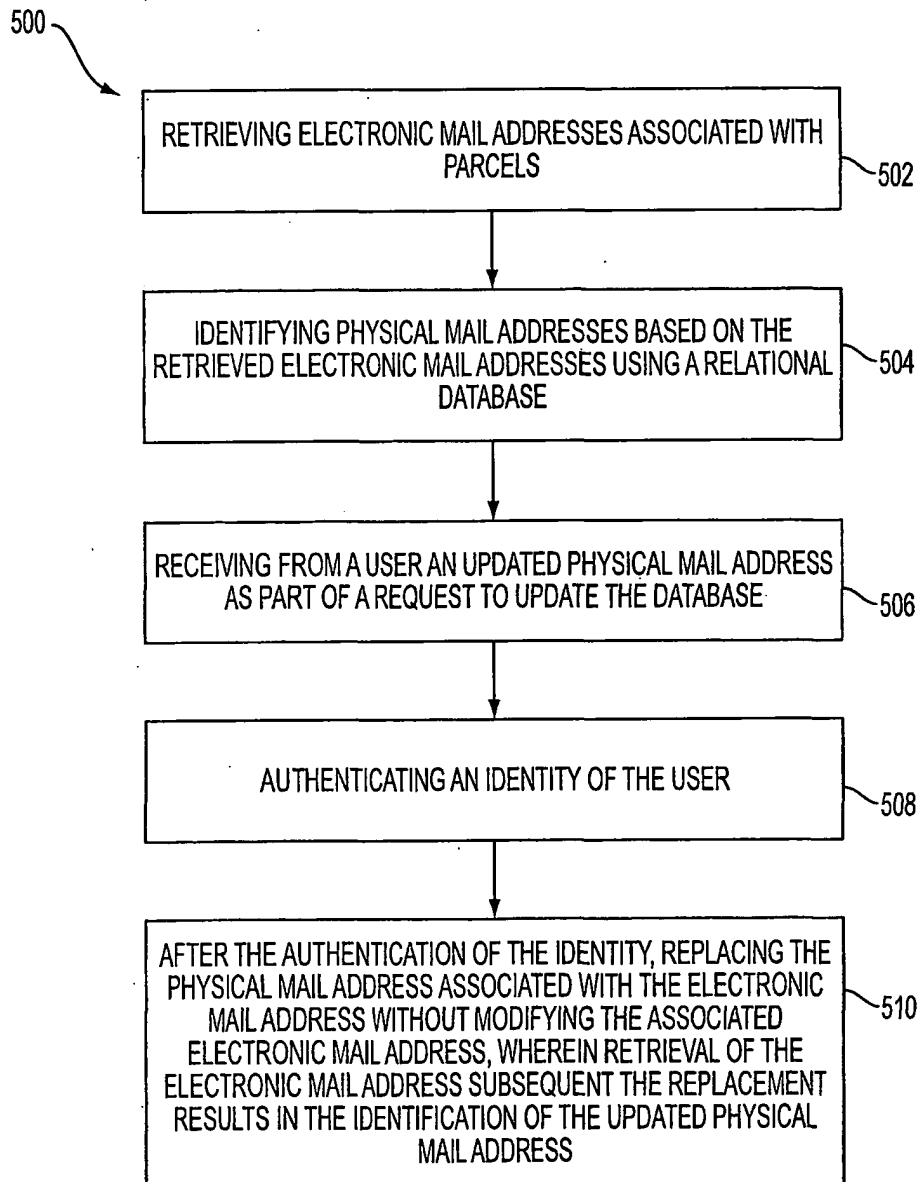 500
RETRIEVING ELECTRONIC MAIL ADDRESSES ASSOCIATED WITH
PARCELS
502
IDENTIFYING PHYSICAL MAIL ADDRESSES BASED ON THE
RETRIEVED ELECTRONIC MAIL ADDRESSES USING A RELATIONAL
DATABASE
504
RECEIVING FROM A USER AN UPDATED PHYSICAL MAIL ADDRESS
AS PART OF A REQUEST TO UPDATE THE DATABASE
506
AUTHENTICATING AN IDENTITY OF THE USER
508
AFTER THE AUTHENTICATION OF THE IDENTITY, REPLACING THE
PHYSICAL MAIL ADDRESS ASSOCIATED WITH THE ELECTRONIC
MAIL ADDRESS WITHOUT MODIFYING THE ASSOCIATED
ELECTRONIC MAIL ADDRESS, WHEREIN RETRIEVAL OF THE
ELECTRONIC MAIL ADDRESS SUBSEQUENT THE REPLACEMENT
RESULTS IN THE IDENTIFICATION OF THE UPDATED PHYSICAL
MAIL ADDRESS
510